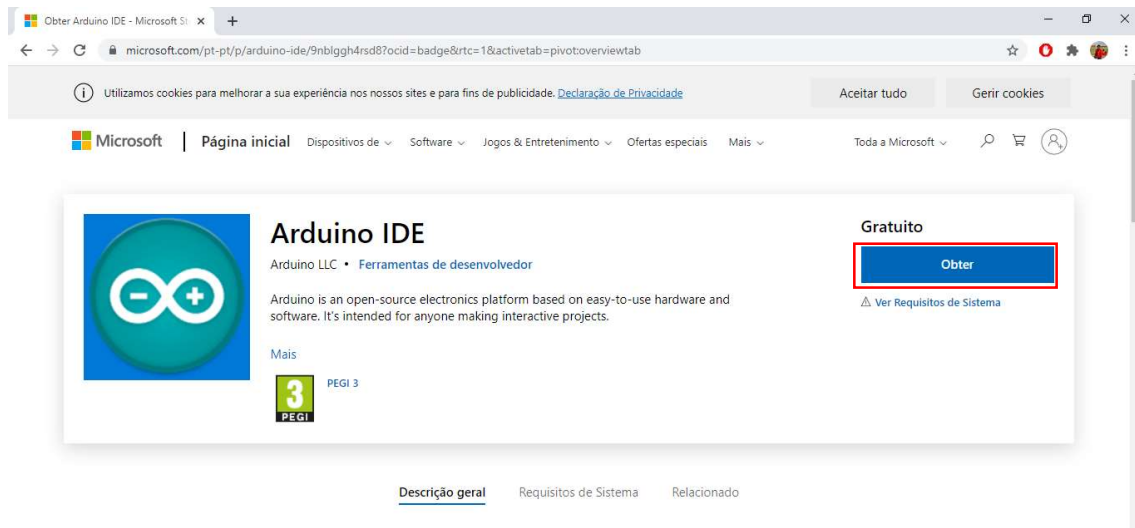 Obter Arduino IDE - Microsoft St
microsoft.com/pt-pt/p/arduino-ide/9nblggh4rsd8?ocid=badge&rtc=1&activetab=pivot:overviewtab
Utilizamos cookies para melhorar a sua experiência nos nossos sites e para fins de publicidade. Declaração de Privacidade
Aceitar tudo
Gerir cookies
Microsoft
Página inicial Dispositivos de Software Jogos & Entretenimento Ofertas especiais Mais
Toda a Microsoft
Arduino IDE
Arduino LLC • Ferramentas de desenvolvedor
Arduino is an open-source electronics platform based on easy-to-use hardware and
software. It's intended for anyone making interactive projects.
Mais
3
PEGI
PEGI 3
Gratuito
Obter
Ver Requisitos de Sistema
Descrição geral Requisitos de Sistema Relacionado